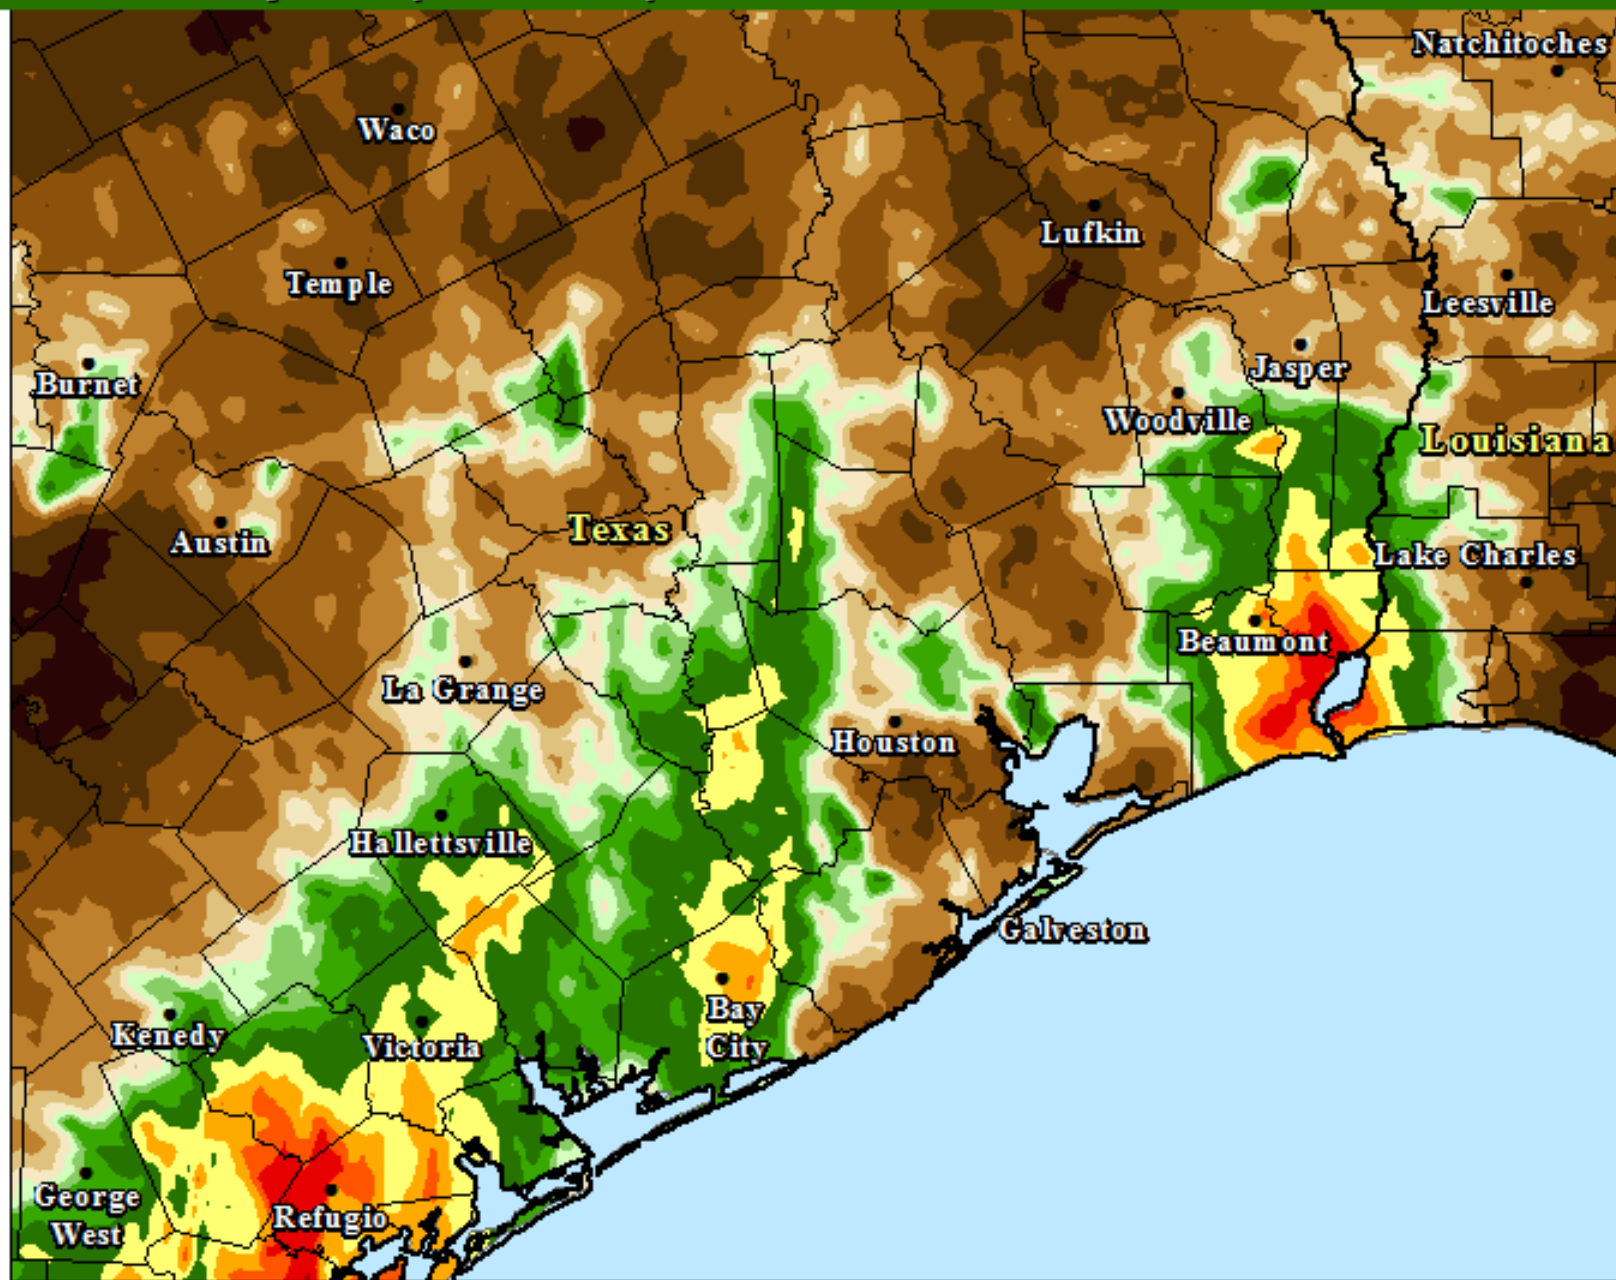 Natchitoches
Waco
Lufkin
Temple
Leesville
Burnet
Jasper
Woodville
Louisiana
Texas
Austin
Lake Charles
Beaumont
La Grange
Houston
Hallettsville
Galveston
Kenedy
Victoria
Bay
City
George
West
Refugio